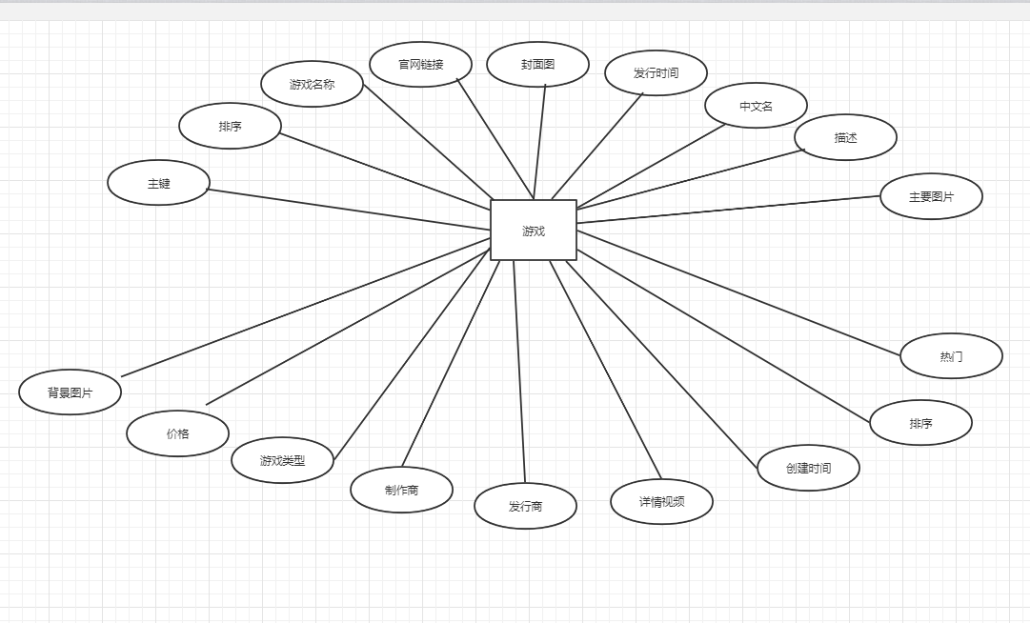 官网链接
封面图
发行时间
游戏名称
中文名
排序
描述
主键
主要图片
游戏
热门
背景图片
排序
价格
游戏类型
创建时间
制作商
详情视频
发行商